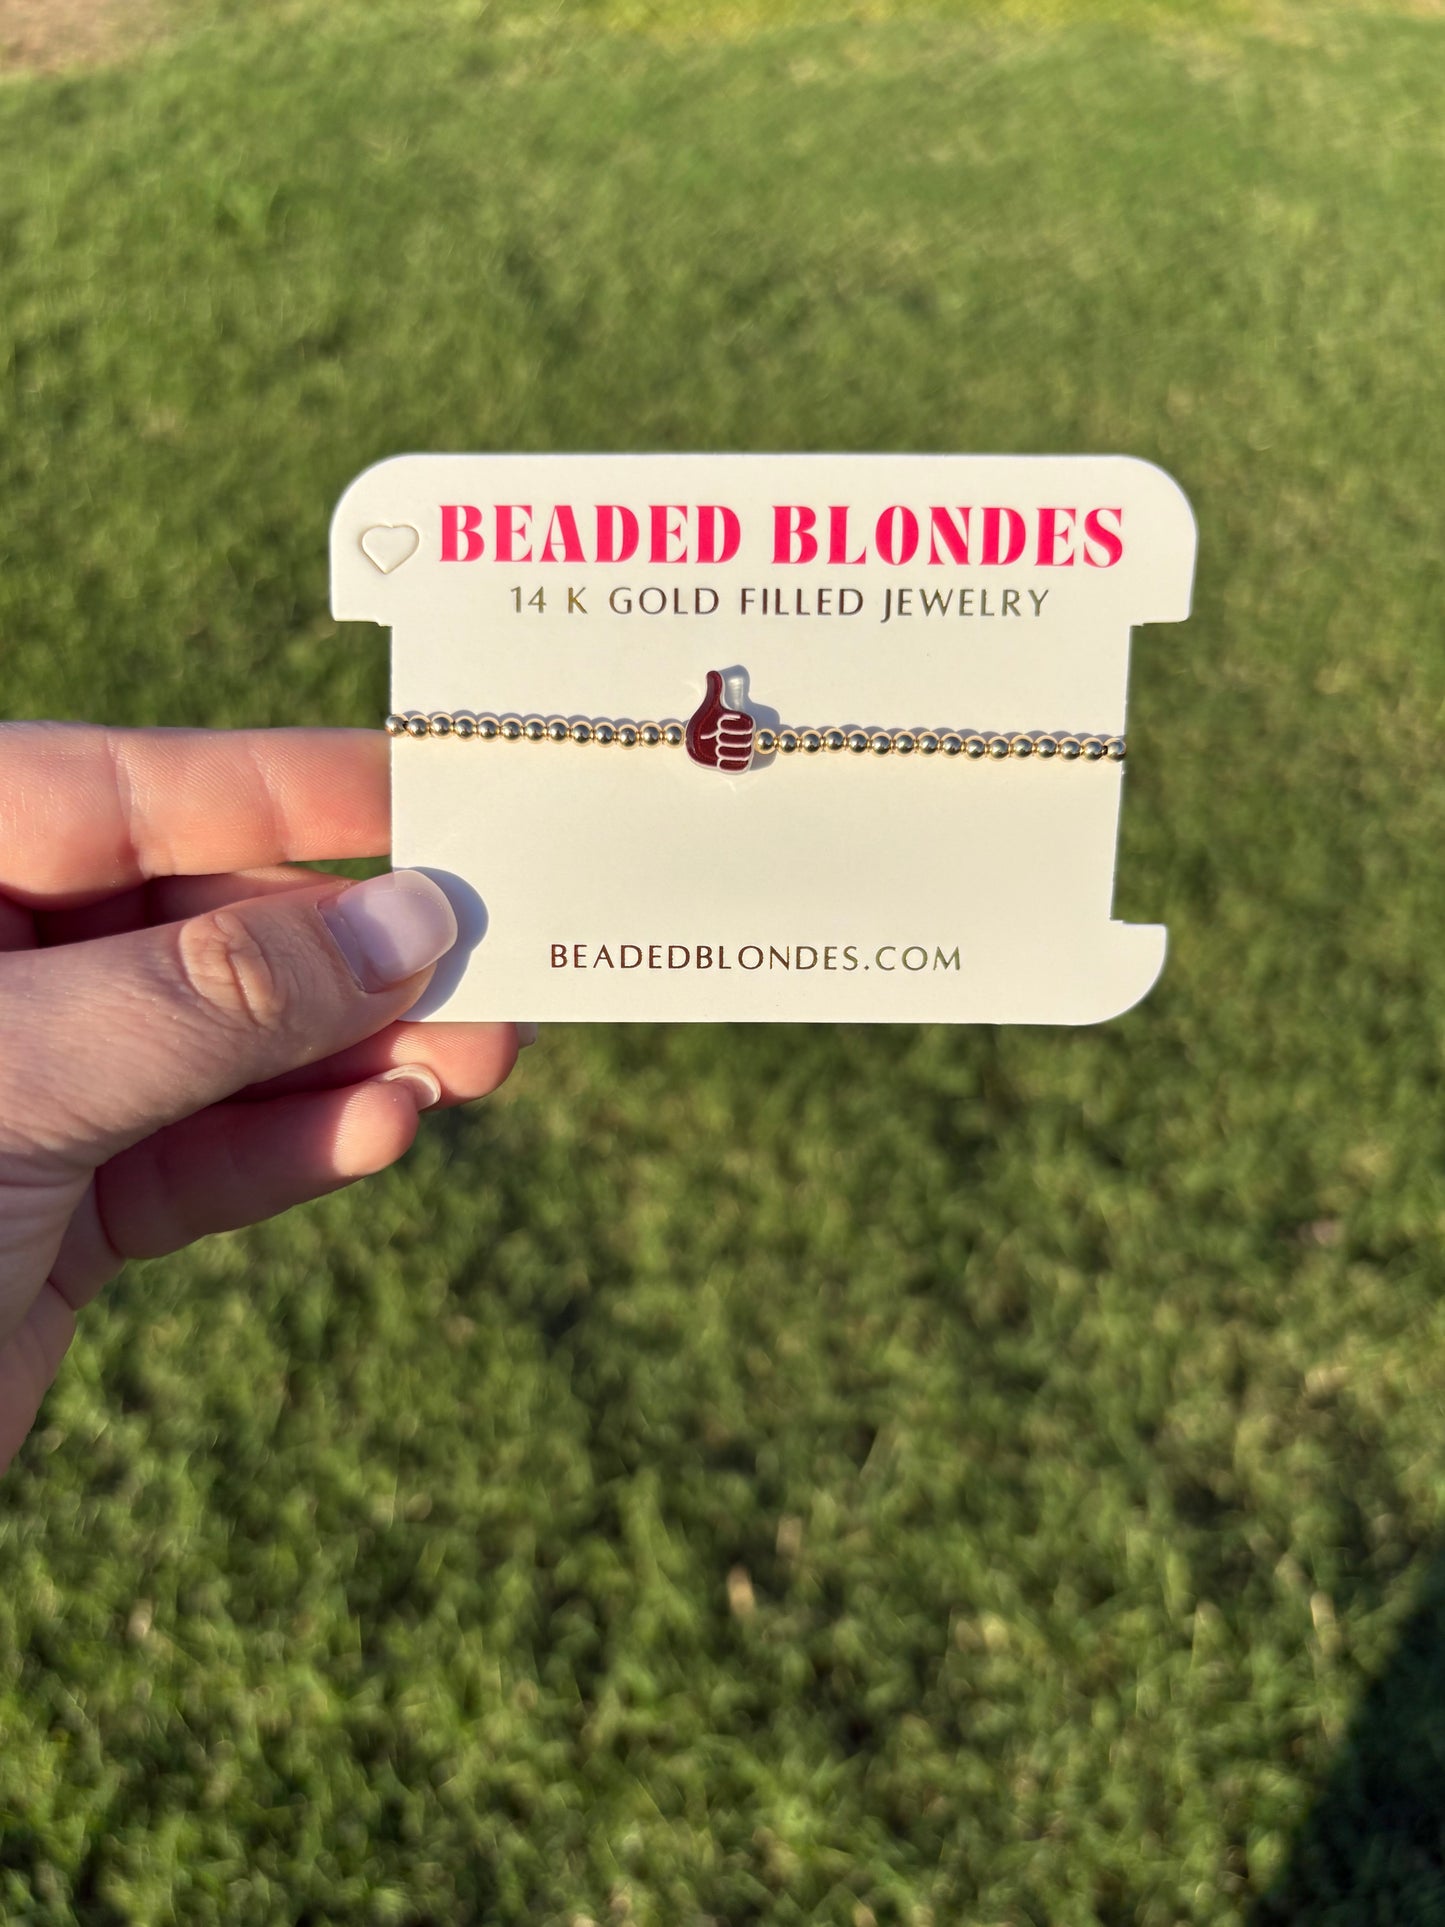 BEADED BLONDES
14 K GOLD FILLED JEWELRY
BEADEDBLONDES.COM